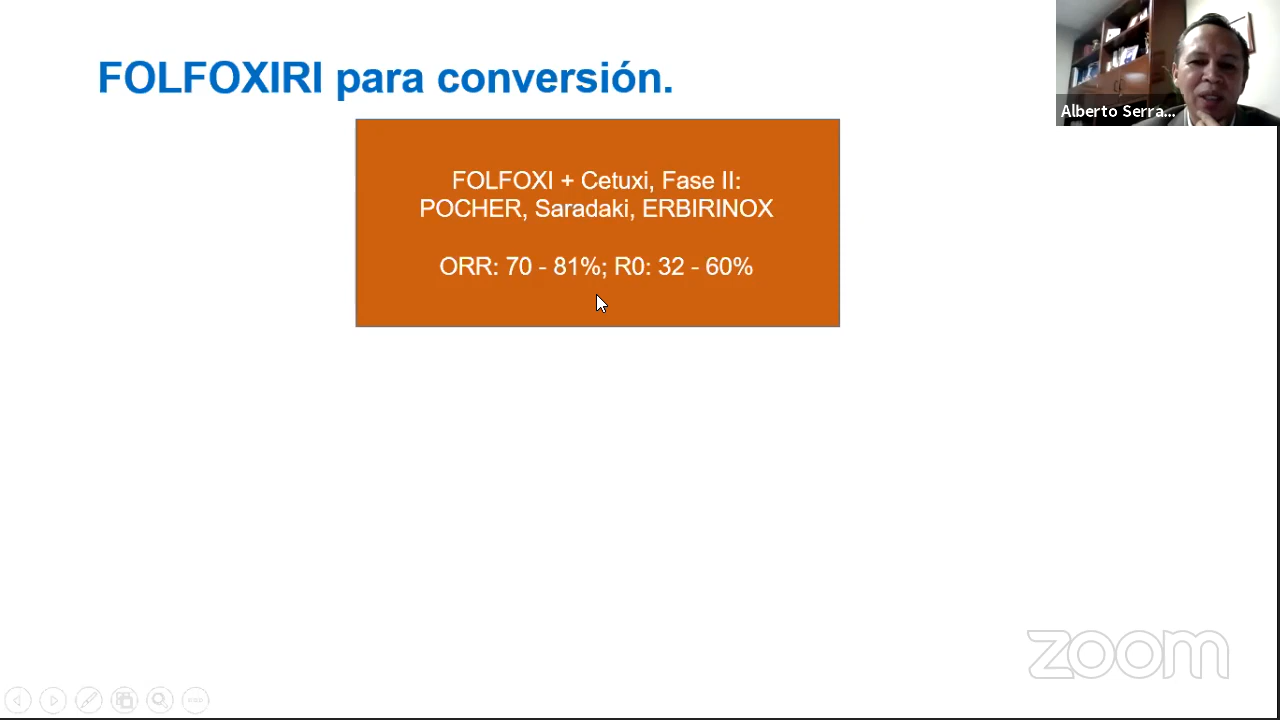 FOLFOXIRI para conversión.
Alberto Serra...
FOLFOXI + Cetuxi, Fase II:
POCHER, Saradaki, ERBIRINOX
ORR: 70 - 81%; R0: 32 - 60%
zoom